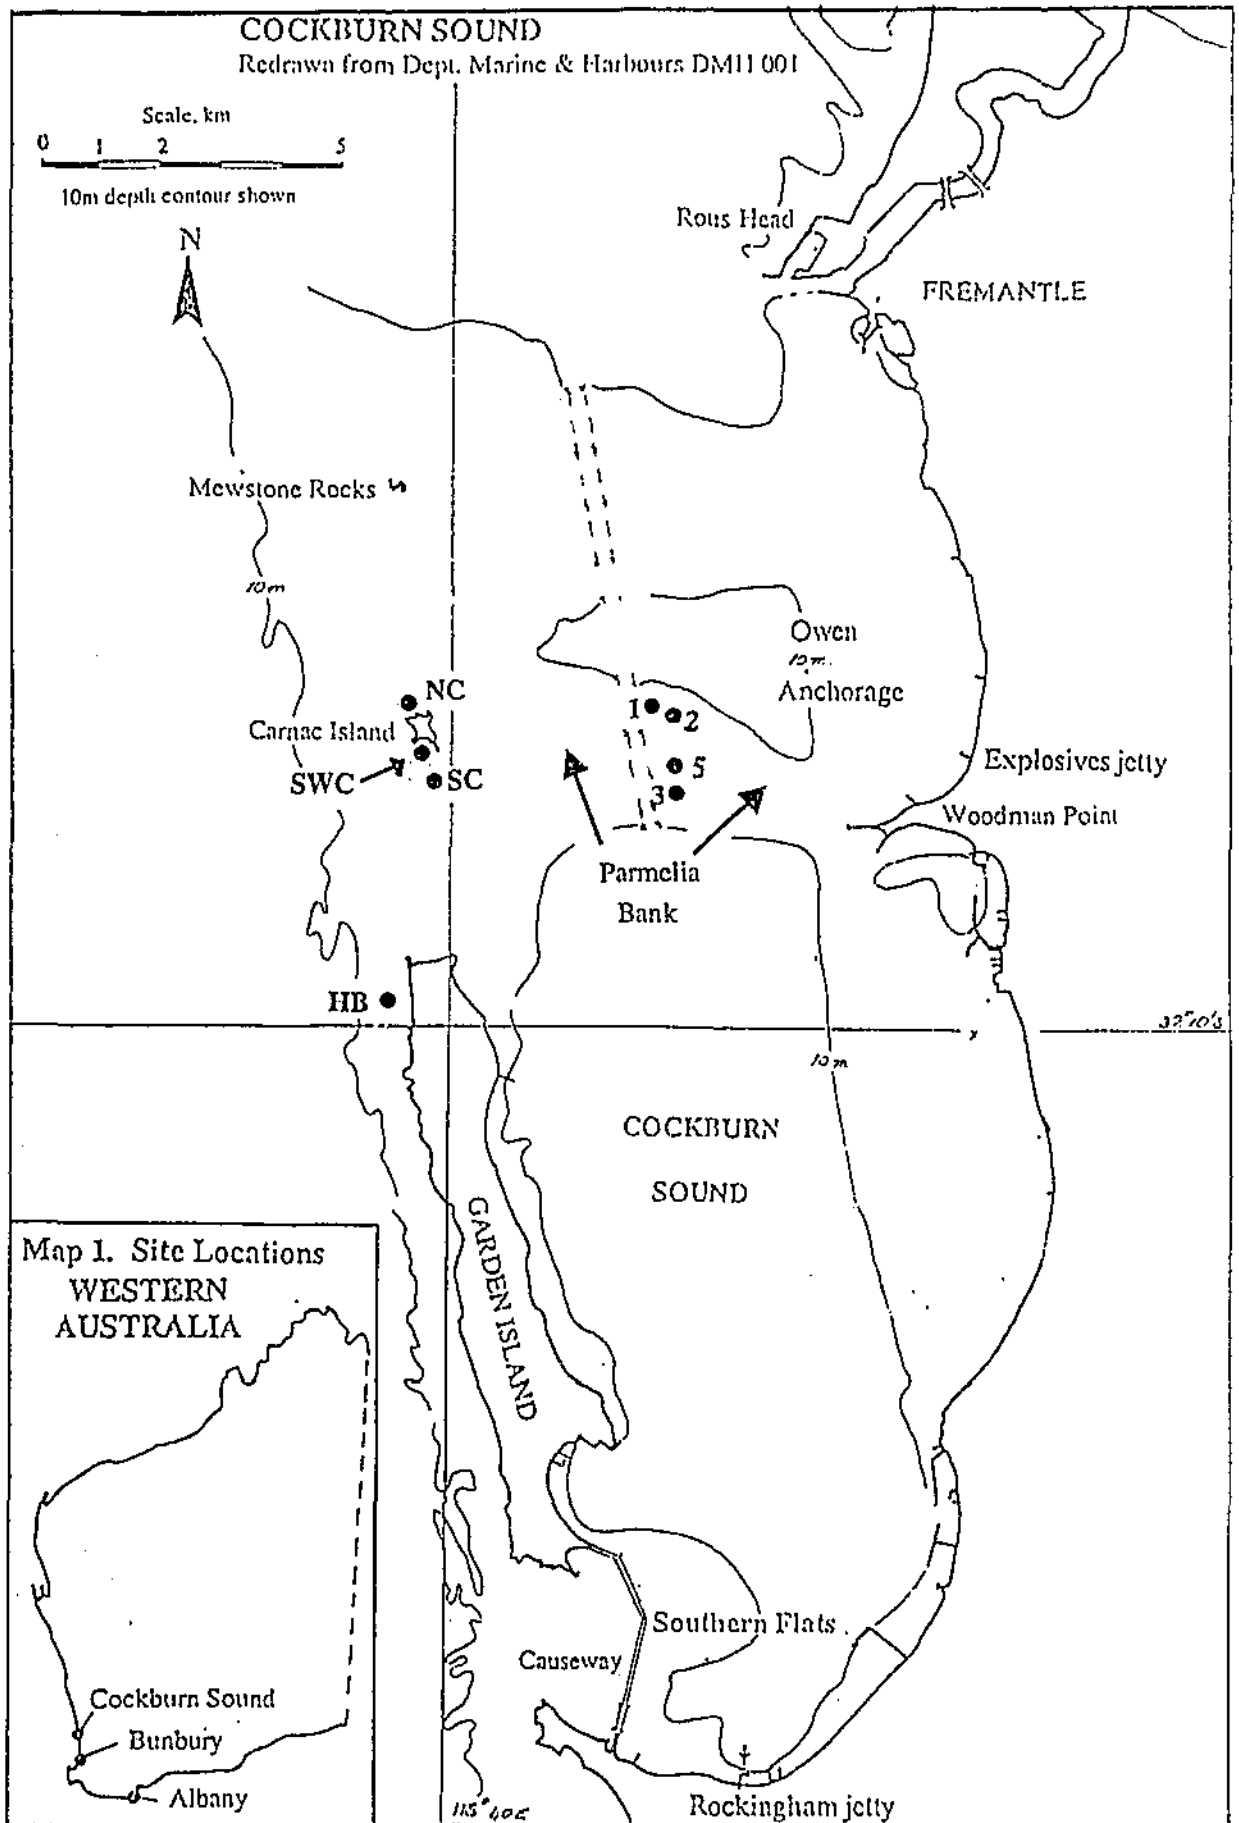 COCKBURN SOUND
Redrawn from Dept. Marine & Harbours DMH 001
Scale, km
0 1 2 5
10m depth contour shown
N
Rous Head
FREMANTLE
Mewstone Rocks
10m
Owen
10m.
Anchorage
NC
Carnac Island
SWC
SC
1
2
5
3
Explosives jetty
Woodman Point
Parmelia
Bank
HB
32°10's
10m
COCKBURN
SOUND
GARDEN ISLAND
Map 1. Site Locations
WESTERN
AUSTRALIA
Southern Flats
Causeway
Cockburn Sound
Bunbury
Albany
115°40E
Rockingham jetty